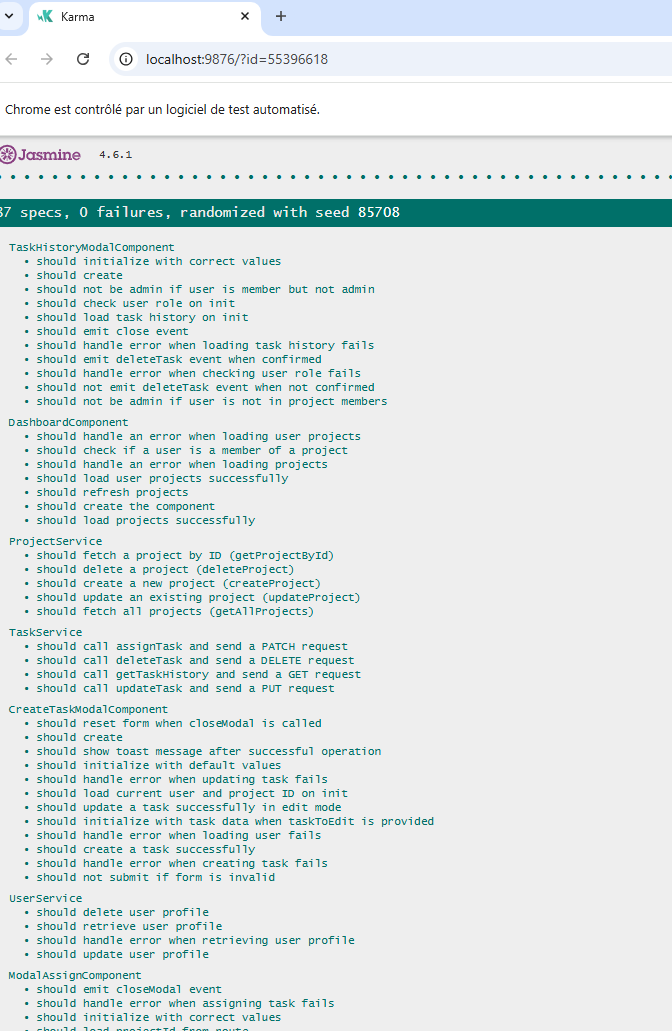 Karma
localhost:9876/?id=55396618
Chrome est contrôlé par un logiciel de test automatisé.
Jasmine 4.6.1
87 specs, 0 failures, randomized with seed 85708
TaskHistoryModalComponent
• should initialize with correct values
• should create
• should not be admin if user is member but not admin
• should check user role on init
• should load task history on init
• should emit close event
• should handle error when loading task history fails
• should emit deleteTask event when confirmed
• should handle error when checking user role fails
• should not emit deleteTask event when not confirmed
• should not be admin if user is not in project members
DashboardComponent
• should handle an error when loading user projects
• should check if a user is a member of a project
• should handle an error when loading projects
• should load user projects successfully
• should refresh projects
• should create the component
• should load projects successfully
ProjectService
• should fetch a project by ID (getProjectById)
• should delete a project (deleteProject)
• should create a new project (createProject)
• should update an existing project (updateProject)
• should fetch all projects (getAllProjects)
TaskService
• should call assignTask and send a PATCH request
• should call deleteTask and send a DELETE request
• should call getTaskHistory and send a GET request
• should call updateTask and send a PUT request
CreateTaskModalComponent
• should reset form when closeModal is called
• should create
• should show toast message after successful operation
• should initialize with default values
• should handle error when updating task fails
• should load current user and project ID on init
• should update a task successfully in edit mode
• should initialize with task data when taskToEdit is provided
• should handle error when loading user fails
• should create a task successfully
• should handle error when creating task fails
• should not submit if form is invalid
UserService
• should delete user profile
• should retrieve user profile
• should handle error when retrieving user profile
• should update user profile
ModalAssignComponent
• should emit closeModal event
• should handle error when assigning task fails
• should initialize with correct values
• should load projectId from route